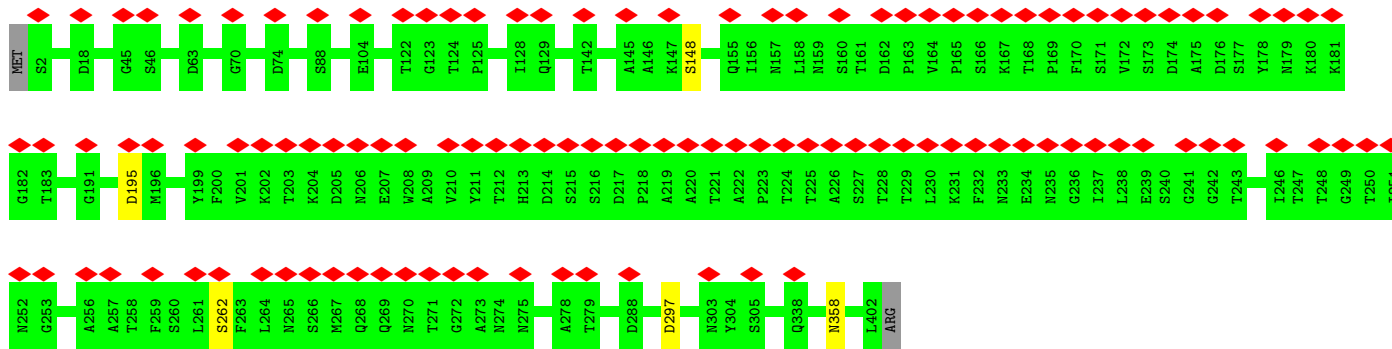 MET S2 D18 G45 S46 D63 G70 D74 S88 E104 T122 G123 T124 P125 I128 Q129 T142 A145 A146 K147 S148 Q155 I156 N157 L158 N159 S160 T161 D162 P163 V164 P165 S166 K167 T168 P169 F170 S171 V172 S173 D174 A175 D176 S177 Y178 N179 K180 K181
G182 T183 G191 D195 M196 Y199 F200 V201 K202 T203 K204 D205 N206 E207 W208 A209 V210 Y211 T212 H213 D214 S215 S216 D217 P218 A219 A220 T221 A222 P223 T224 T225 A226 S227 T228 T229 L230 K231 F232 N233 E234 N235 G236 I237 L238 E239 S240 G241 G242 T243 I246 T247 T248 G249 T250
N252 G253 A256 A257 T258 F259 S260 L261 S262 F263 L264 N265 S266 M267 Q268 Q269 N270 T271 G272 A273 N274 N275 A278 T279 D288 D297 N303 Y304 S305 Q338 N358 L402 ARG